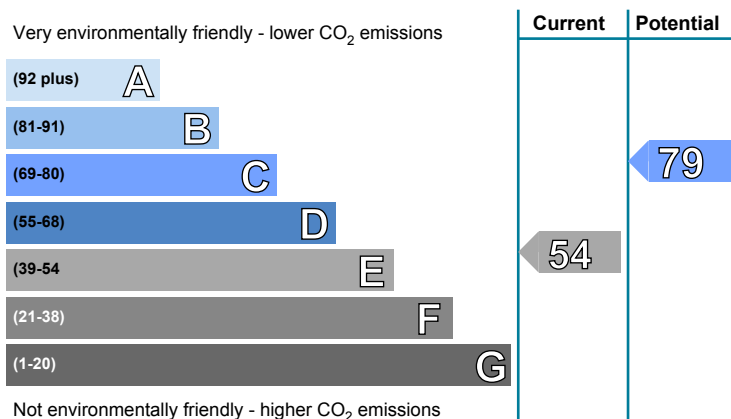 Very environmentally friendly - lower CO2 emissions
Current
Potential
(92 plus) A
(81-91) B
(69-80) C
79
(55-68) D
(39-54 E
54
(21-38) F
(1-20) G
Not environmentally friendly - higher CO2 emissions